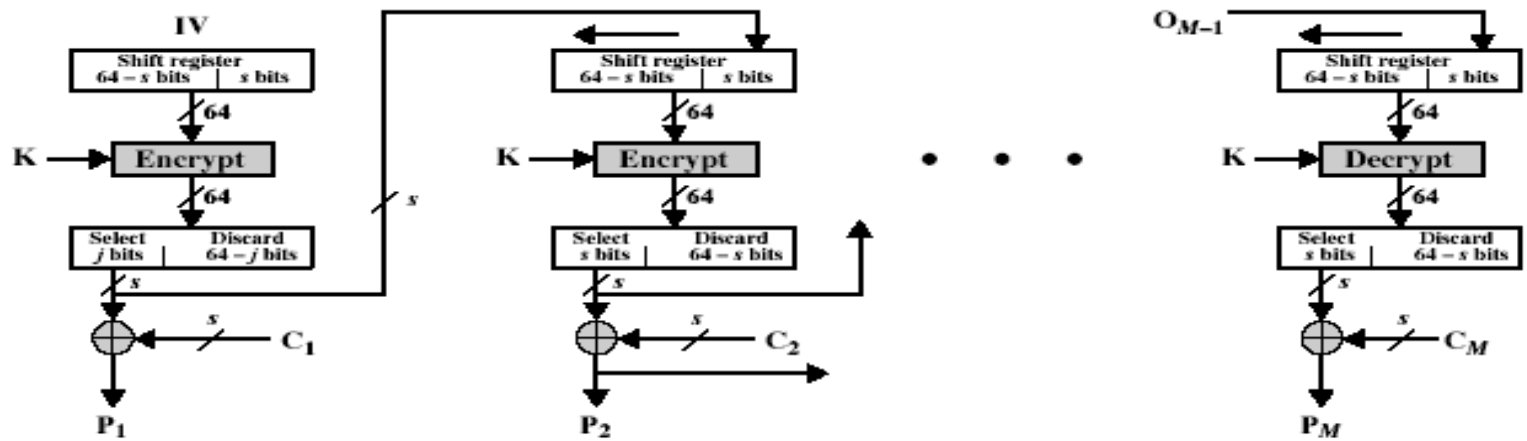 IV
Shift register
64 – s bits | s bits
64
K
Encrypt
64
Select Discard
j bits | 64 – j bits
s
s
C1
P1
s
Shift register
64 – s bits | s bits
64
K
Encrypt
64
Select Discard
s bits | 64 – s bits
s
s
C2
P2
• • •
OM–1
Shift register
64 – s bits | s bits
64
K
Decrypt
64
Select Discard
s bits | 64 – s bits
s
s
CM
PM